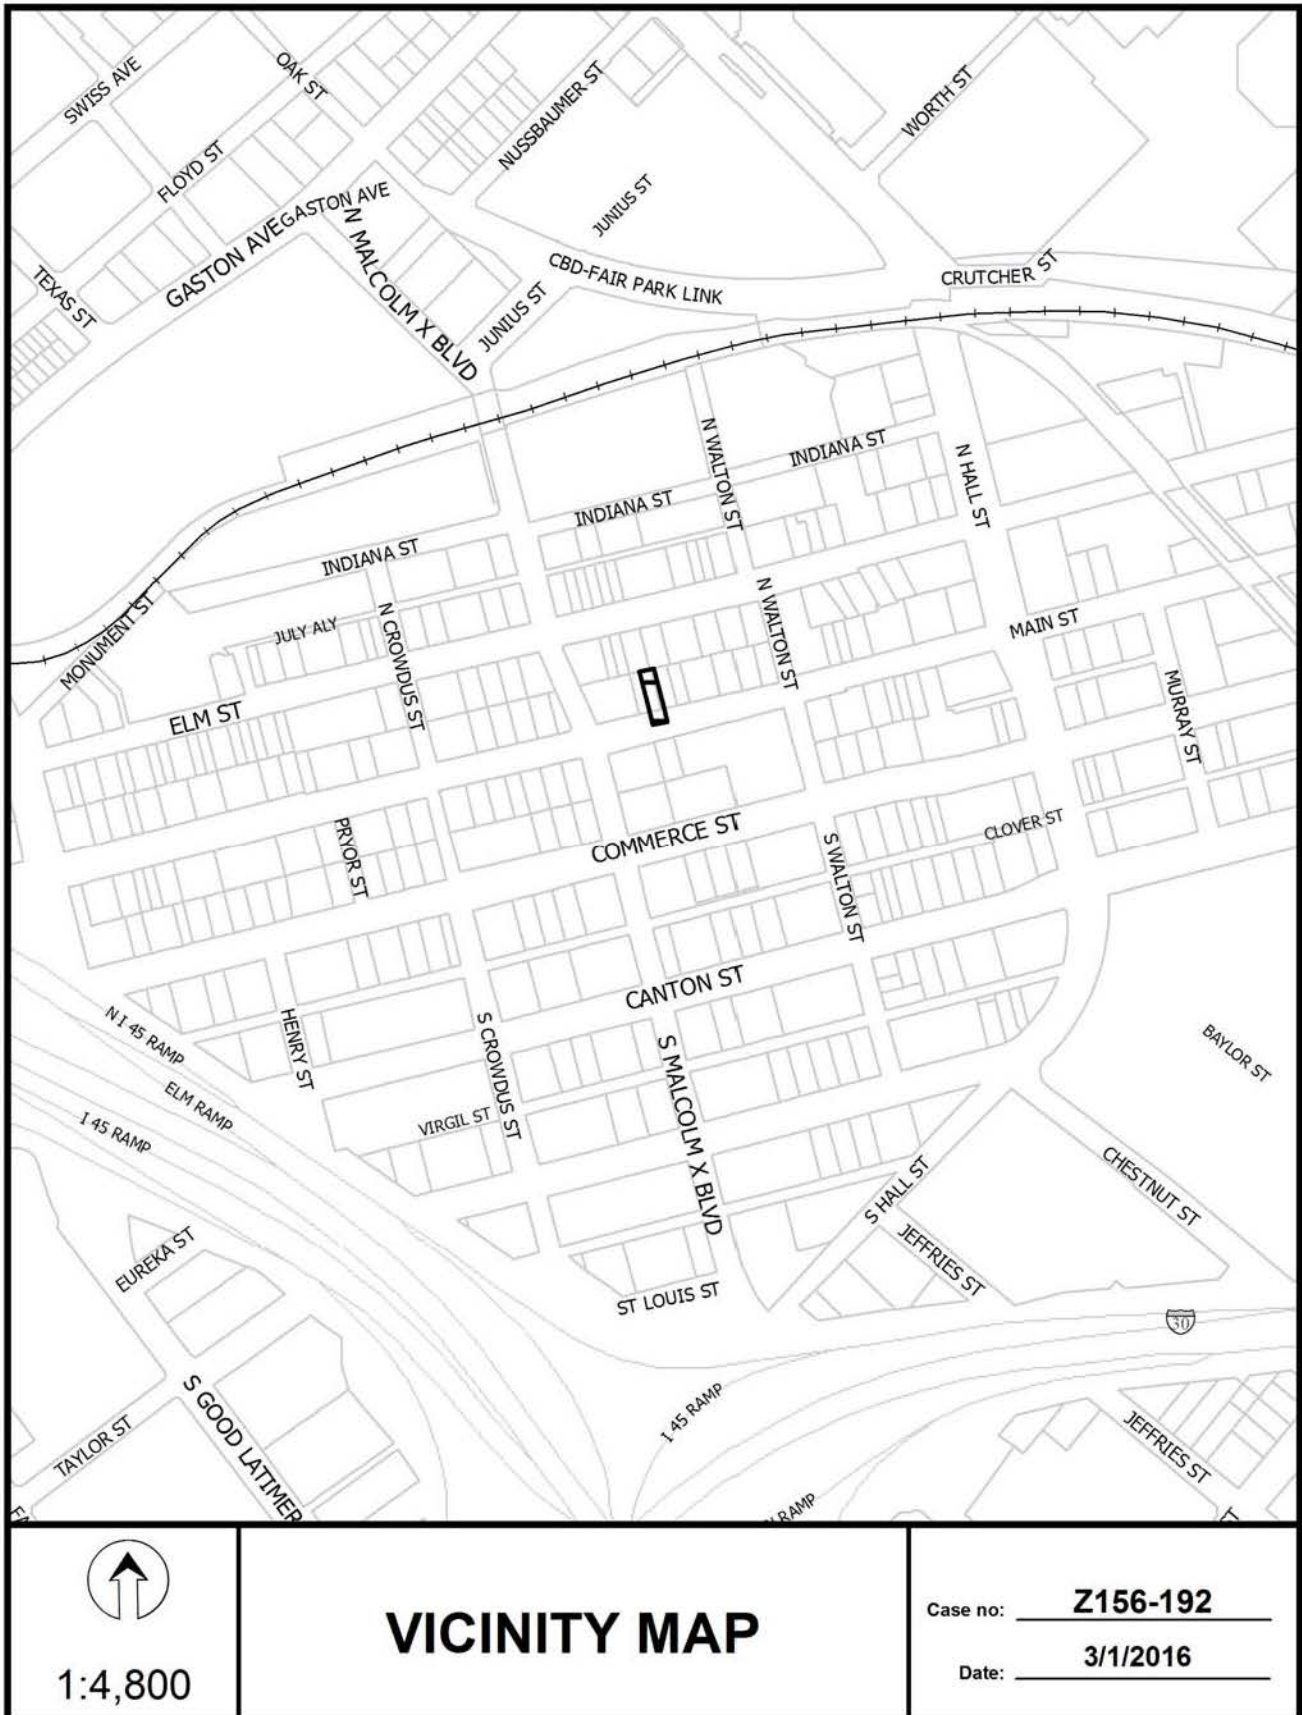 SWISS AVE
OAK ST
NUSSBAUMER ST
WORTH ST
FLOYD ST
JUNIUS ST
GASTON AVE
GASTON AVE
N MALCOLM X BLVD
TEXAS ST
CBD-FAIR PARK LINK
CRUTCHER ST
JUNIUS ST
N WALTON ST
INDIANA ST
N HALL ST
INDIANA ST
INDIANA ST
MONUMENT ST
JULY ALY
N CROWDUS ST
N WALTON ST
MAIN ST
ELM ST
MURRAY ST
PRYOR ST
COMMERCE ST
CLOVER ST
S WALTON ST
CANTON ST
N I 45 RAMP
HENRY ST
S CROWDUS ST
S MALCOLM X BLVD
BAYLOR ST
ELM RAMP
I 45 RAMP
VIRGIL ST
CHESTNUT ST
S HALL ST
EUREKA ST
JEFFRIES ST
ST LOUIS ST
30
S GOOD LATIMER
I 45 RAMP
TAYLOR ST
JEFFRIES ST
RAMP
1:4,800
VICINITY MAP
Case no: Z156-192
Date: 3/1/2016